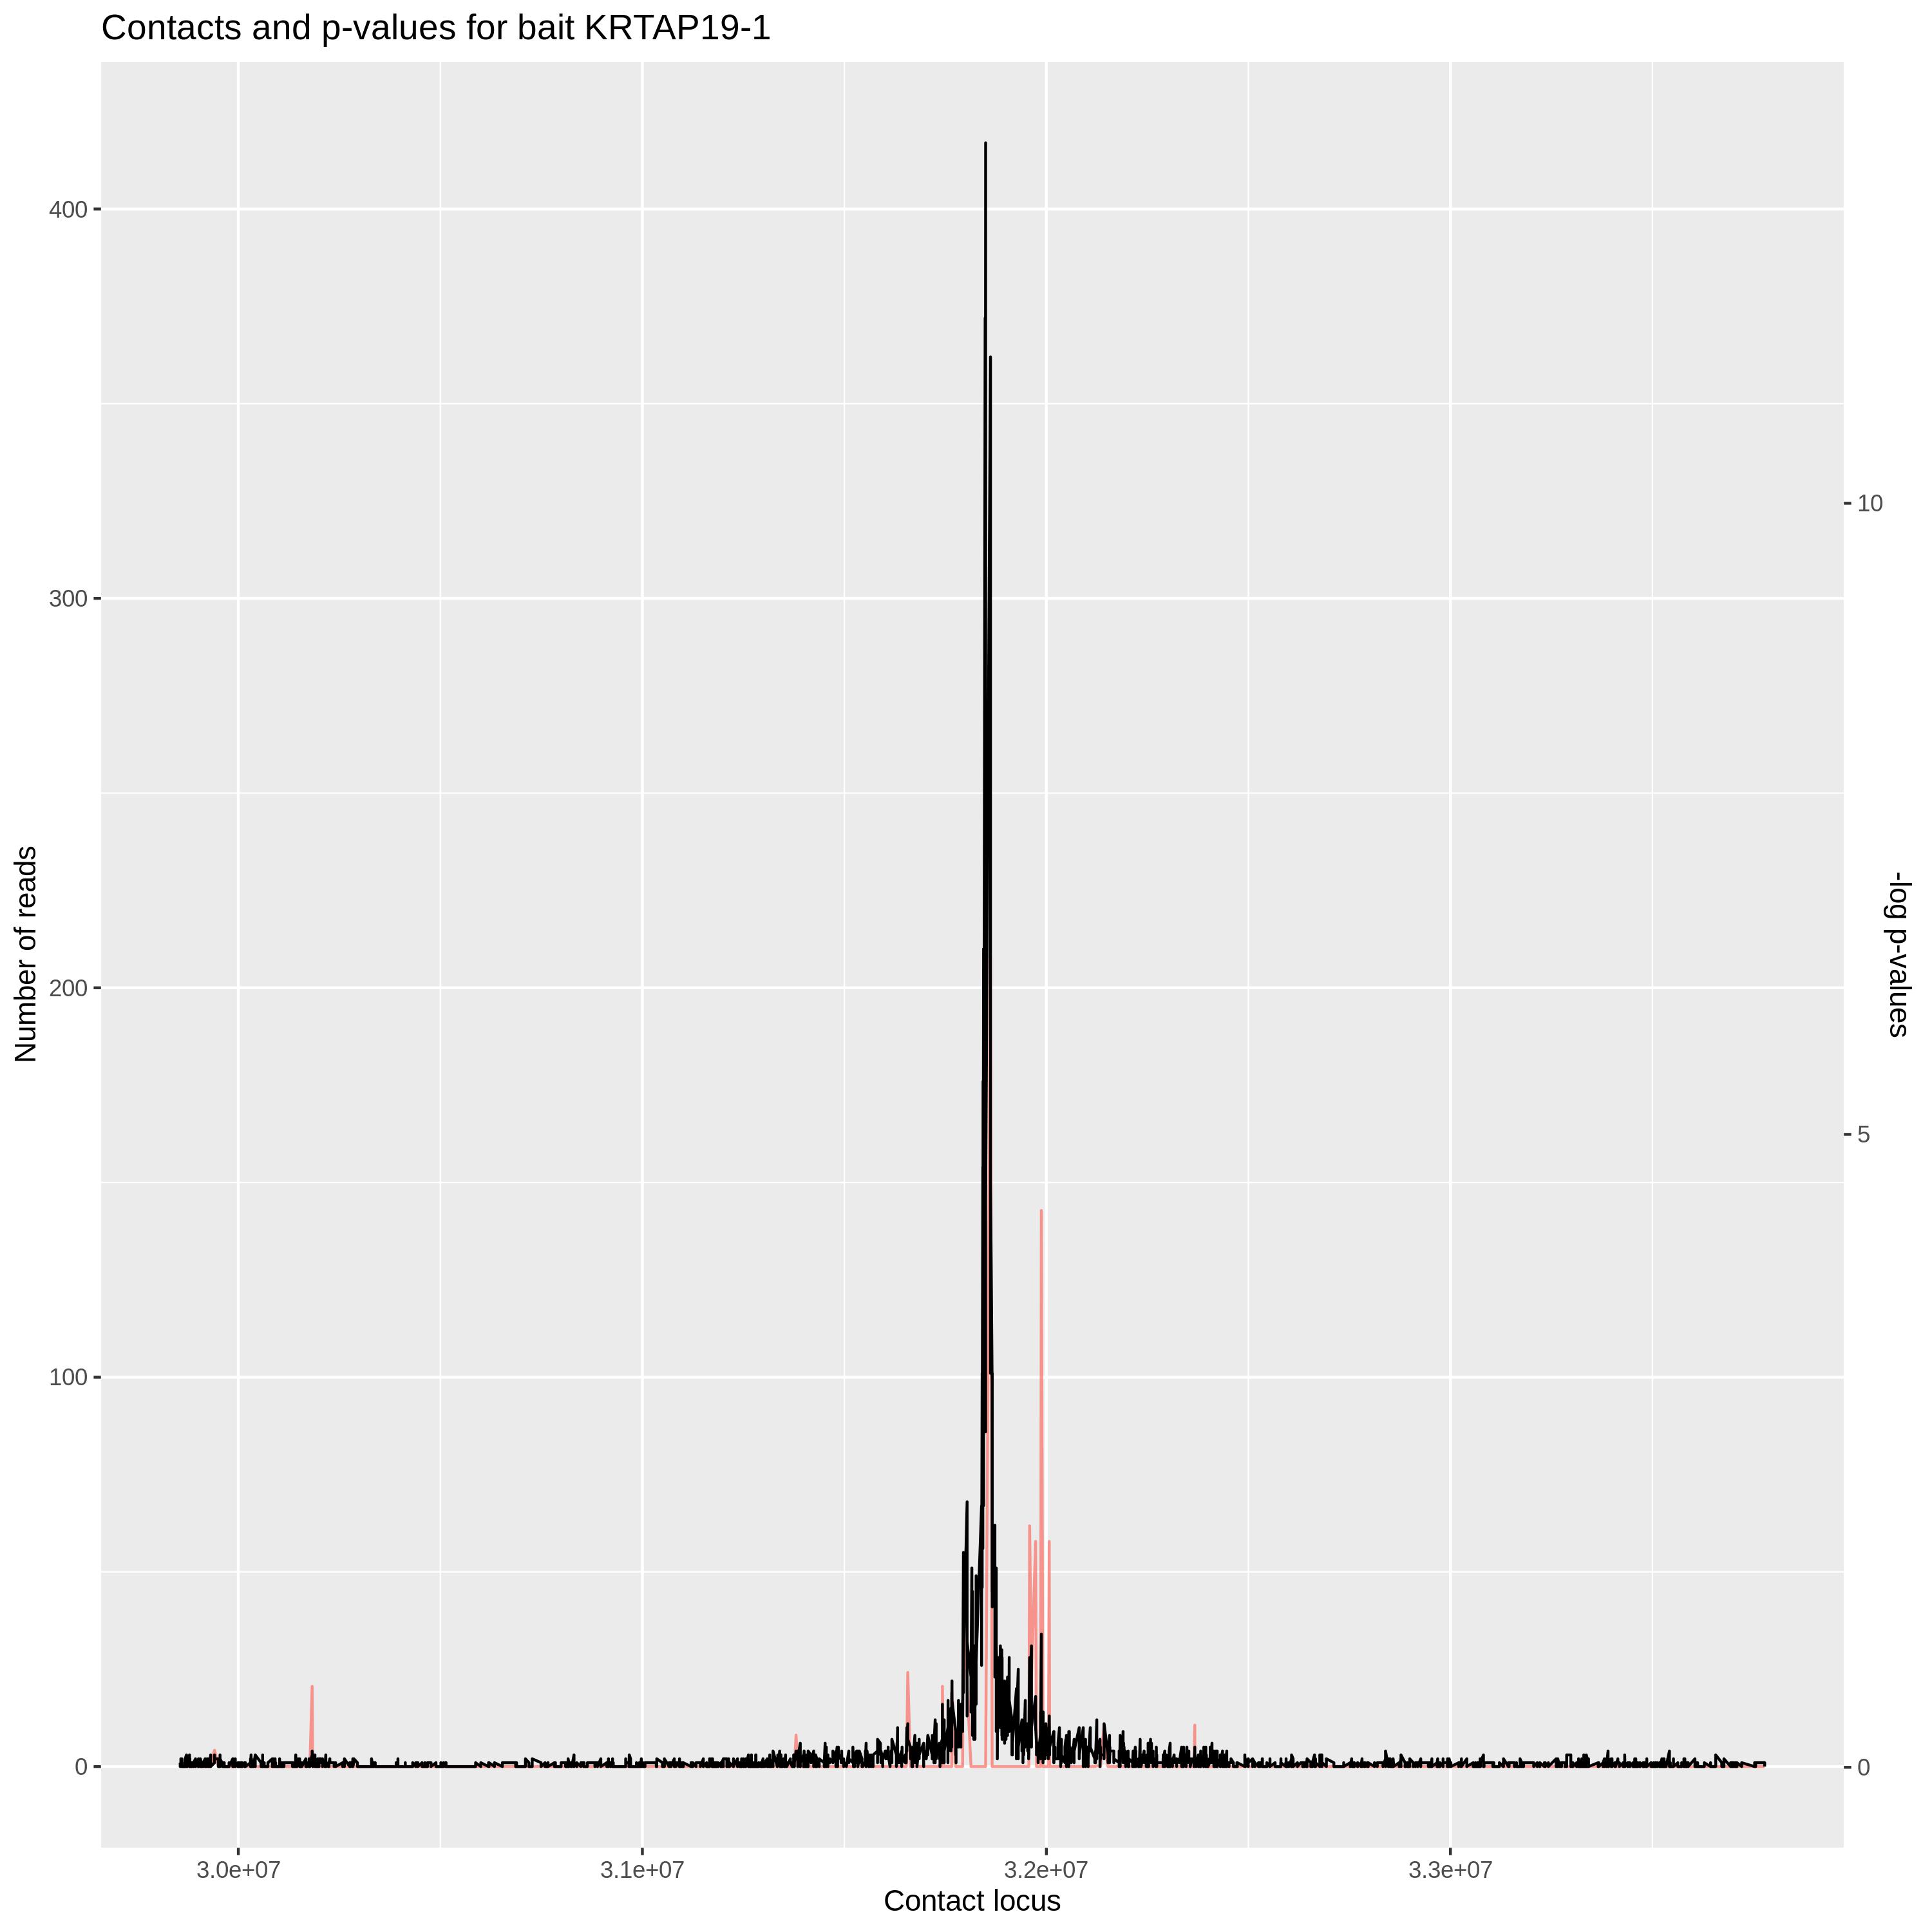 Contacts and p-values for bait KRTAP19-1
400
300
200
100
0
Number of reads
10
5
0
-log p-values
3.0e+07
3.1e+07
3.2e+07
3.3e+07
Contact locus